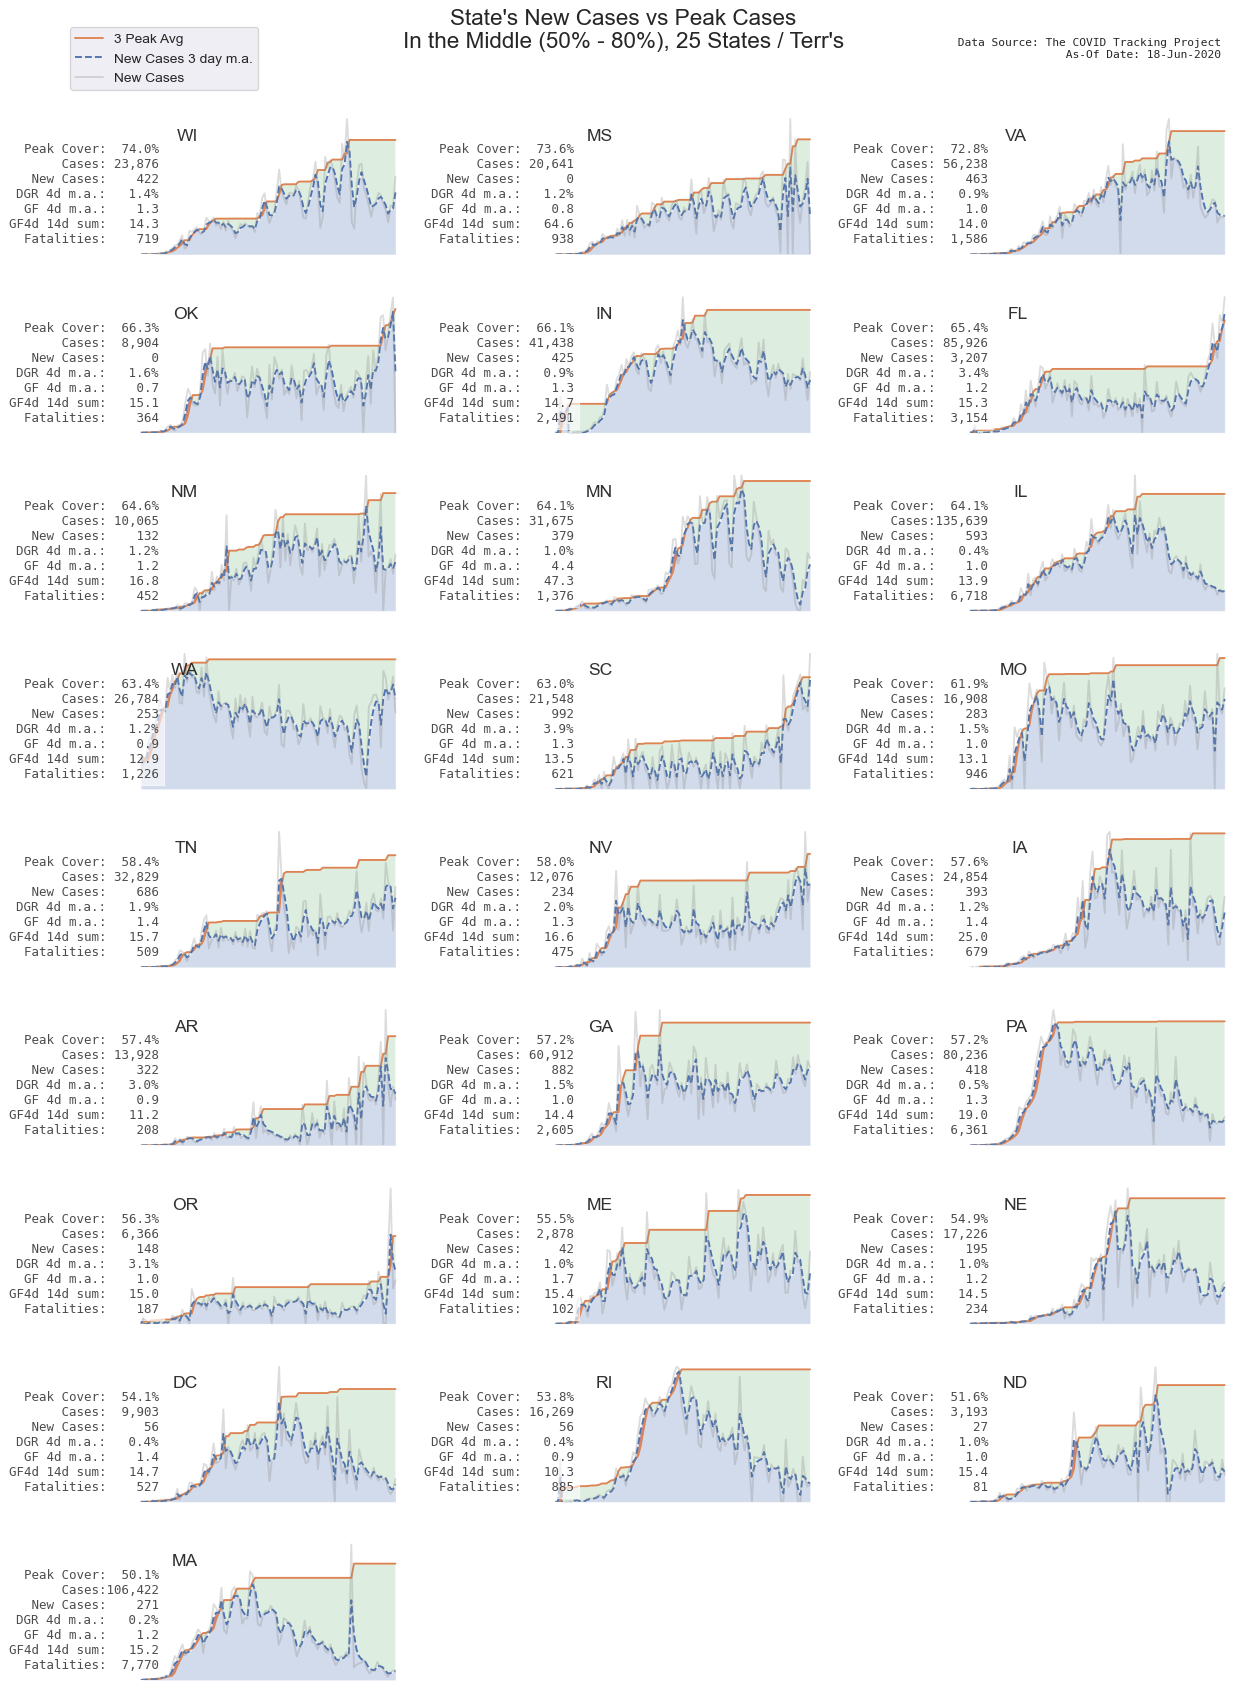 State's New Cases vs Peak Cases
In the Middle (50% - 80%), 25 States / Terr's
3 Peak Avg
New Cases 3 day m.a.
New Cases
Data Source: The COVID Tracking Project
As-Of Date: 18-Jun-2020
WI
Peak Cover: 74.0%
Cases: 23,876
New Cases: 422
DGR 4d m.a.: 1.4%
GF 4d m.a.: 1.3
GF4d 14d sum: 14.3
Fatalities: 719
MS
Peak Cover: 73.6%
Cases: 20,641
New Cases: 0
DGR 4d m.a.: 1.2%
GF 4d m.a.: 0.8
GF4d 14d sum: 64.6
Fatalities: 938
VA
Peak Cover: 72.8%
Cases: 56,238
New Cases: 463
DGR 4d m.a.: 0.9%
GF 4d m.a.: 1.0
GF4d 14d sum: 14.0
Fatalities: 1,586
OK
Peak Cover: 66.3%
Cases: 8,904
New Cases: 0
DGR 4d m.a.: 1.6%
GF 4d m.a.: 0.7
GF4d 14d sum: 15.1
Fatalities: 364
IN
Peak Cover: 66.1%
Cases: 41,438
New Cases: 425
DGR 4d m.a.: 0.9%
GF 4d m.a.: 1.3
GF4d 14d sum: 14.7
Fatalities: 2,491
FL
Peak Cover: 65.4%
Cases: 85,926
New Cases: 3,207
DGR 4d m.a.: 3.4%
GF 4d m.a.: 1.2
GF4d 14d sum: 15.3
Fatalities: 3,154
NM
Peak Cover: 64.6%
Cases: 10,065
New Cases: 132
DGR 4d m.a.: 1.2%
GF 4d m.a.: 1.2
GF4d 14d sum: 16.8
Fatalities: 452
MN
Peak Cover: 64.1%
Cases: 31,675
New Cases: 379
DGR 4d m.a.: 1.0%
GF 4d m.a.: 4.4
GF4d 14d sum: 47.3
Fatalities: 1,376
IL
Peak Cover: 64.1%
Cases:135,639
New Cases: 593
DGR 4d m.a.: 0.4%
GF 4d m.a.: 1.0
GF4d 14d sum: 13.9
Fatalities: 6,718
WA
Peak Cover: 63.4%
Cases: 26,784
New Cases: 253
DGR 4d m.a.: 1.2%
GF 4d m.a.: 0.9
GF4d 14d sum: 12.9
Fatalities: 1,226
SC
Peak Cover: 63.0%
Cases: 21,548
New Cases: 992
DGR 4d m.a.: 3.9%
GF 4d m.a.: 1.3
GF4d 14d sum: 13.5
Fatalities: 621
MO
Peak Cover: 61.9%
Cases: 16,908
New Cases: 283
DGR 4d m.a.: 1.5%
GF 4d m.a.: 1.0
GF4d 14d sum: 13.1
Fatalities: 946
TN
Peak Cover: 58.4%
Cases: 32,829
New Cases: 686
DGR 4d m.a.: 1.9%
GF 4d m.a.: 1.4
GF4d 14d sum: 15.7
Fatalities: 509
NV
Peak Cover: 58.0%
Cases: 12,076
New Cases: 234
DGR 4d m.a.: 2.0%
GF 4d m.a.: 1.3
GF4d 14d sum: 16.6
Fatalities: 475
IA
Peak Cover: 57.6%
Cases: 24,854
New Cases: 393
DGR 4d m.a.: 1.2%
GF 4d m.a.: 1.4
GF4d 14d sum: 25.0
Fatalities: 679
AR
Peak Cover: 57.4%
Cases: 13,928
New Cases: 322
DGR 4d m.a.: 3.0%
GF 4d m.a.: 0.9
GF4d 14d sum: 11.2
Fatalities: 208
GA
Peak Cover: 57.2%
Cases: 60,912
New Cases: 882
DGR 4d m.a.: 1.5%
GF 4d m.a.: 1.0
GF4d 14d sum: 14.4
Fatalities: 2,605
PA
Peak Cover: 57.2%
Cases: 80,236
New Cases: 418
DGR 4d m.a.: 0.5%
GF 4d m.a.: 1.3
GF4d 14d sum: 19.0
Fatalities: 6,361
OR
Peak Cover: 56.3%
Cases: 6,366
New Cases: 148
DGR 4d m.a.: 3.1%
GF 4d m.a.: 1.0
GF4d 14d sum: 15.0
Fatalities: 187
ME
Peak Cover: 55.5%
Cases: 2,878
New Cases: 42
DGR 4d m.a.: 1.0%
GF 4d m.a.: 1.7
GF4d 14d sum: 15.4
Fatalities: 102
NE
Peak Cover: 54.9%
Cases: 17,226
New Cases: 195
DGR 4d m.a.: 1.0%
GF 4d m.a.: 1.2
GF4d 14d sum: 14.5
Fatalities: 234
DC
Peak Cover: 54.1%
Cases: 9,903
New Cases: 56
DGR 4d m.a.: 0.4%
GF 4d m.a.: 1.4
GF4d 14d sum: 14.7
Fatalities: 527
RI
Peak Cover: 53.8%
Cases: 16,269
New Cases: 56
DGR 4d m.a.: 0.4%
GF 4d m.a.: 0.9
GF4d 14d sum: 10.3
Fatalities: 885
ND
Peak Cover: 51.6%
Cases: 3,193
New Cases: 27
DGR 4d m.a.: 1.0%
GF 4d m.a.: 1.0
GF4d 14d sum: 15.4
Fatalities: 81
MA
Peak Cover: 50.1%
Cases:106,422
New Cases: 271
DGR 4d m.a.: 0.2%
GF 4d m.a.: 1.2
GF4d 14d sum: 15.2
Fatalities: 7,770